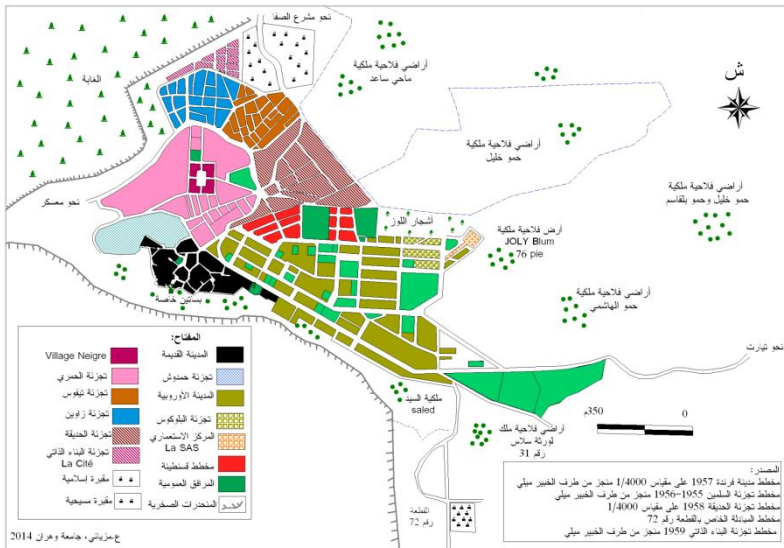 نحو مشرع الصفا
الغابة
أراضي فلاحية ملكية
ماحي ساعد
ش
أراضي فلاحية ملكية
حمو خليل
أراضي فلاحية ملكية
حمو خليل وحمو بلقاسم
نحو معسكر
أشجار اللوز
أرض فلاحية ملكية
JOLY Blum
76 pie
بساتين خاصة
أراضي فلاحية ملكية
حمو الهاشمي
نحو تيارت
ملكية السيد
saled
أراضي فلاحية ملك
لورثة سلاس
رقم 31
350م
0
القطعة
رقم 72
المفتاح:
المدينة القديمة
Village Neigre
تجزئة حمدوش
تجزئة الحمري
المدينة الأوروبية
تجزئة تيفوس
تجزئة البلوكوس
تجزئة زاوين
المركز الاستعماري
La SAS
تجزئة الحديقة
مخطط قسنطينة
تجزئة البناء الذاتي
La Cité
المرافق العمومية
مقبرة إسلامية
المنحدرات الصخرية
مقبرة مسيحية
المصدر:
مخطط مدينة فرندة 1957 على مقياس 1/4000 منجز من طرف الخبير ميلي
مخطط تجزئة السلمين 1955-1956 منجز من طرف الخبير ميلي
مخطط تجزئة الحديقة 1958 على مقياس 1/4000
مخطط المبادلة الخاص بالقطعة رقم 72
مخطط تجزئة البناء الذاتي 1959 منجز من طرف الخبير ميلي
ع.مزياني، جامعة وهران 2014